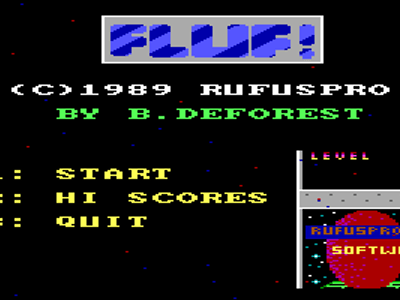 FLUF!
(C)1989 RUFUSPRO
BY B.DEFOREST
: START
: HI SCORES
: QUIT
LEVEL
RUFUSPRO
SOFTW